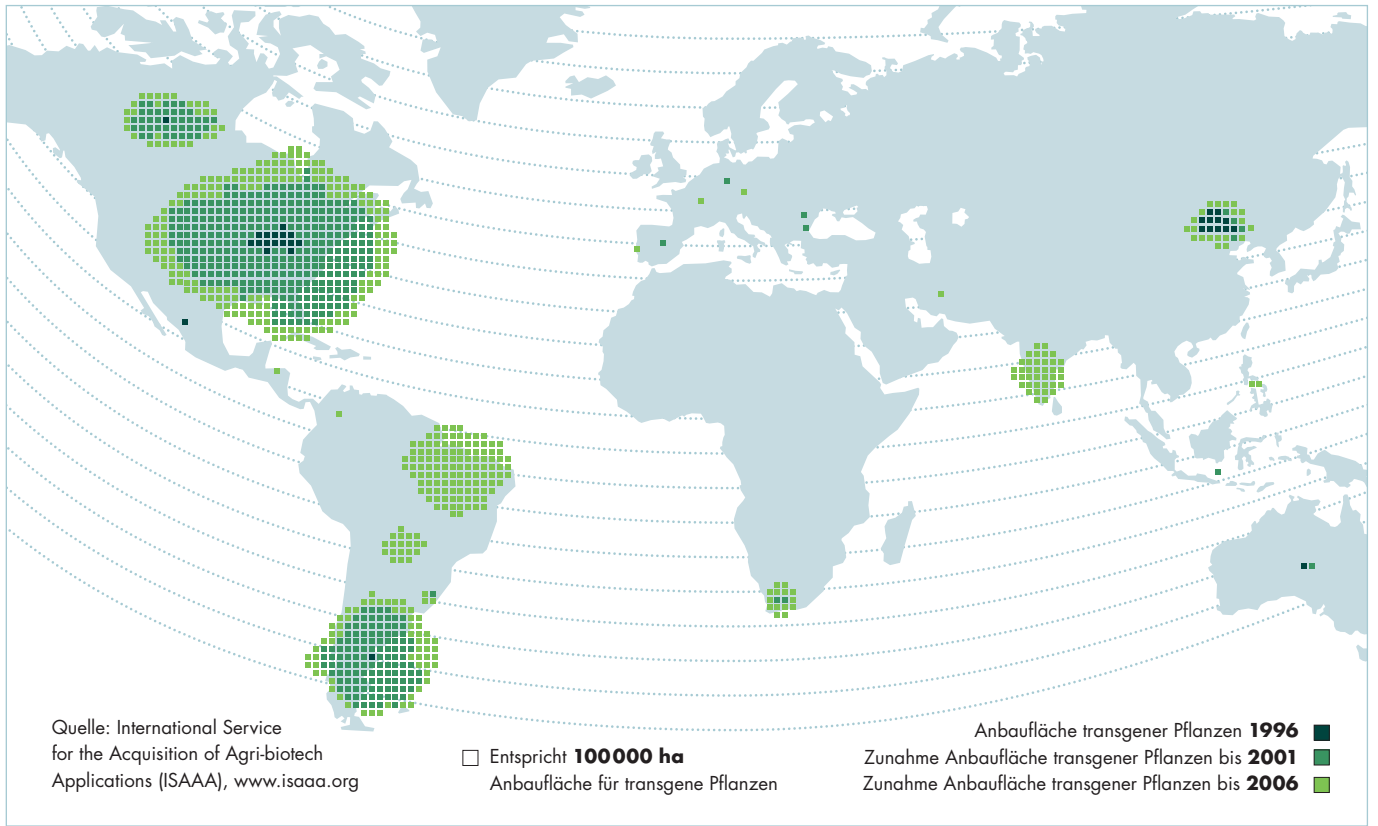 Quelle: International Service
for the Acquisition of Agri-biotech
Applications (ISAAA), www.isaaa.org
Entspricht 100000 ha
Anbaufläche für transgene Pflanzen
Anbaufläche transgener Pflanzen 1996
Zunahme Anbaufläche transgener Pflanzen bis 2001
Zunahme Anbaufläche transgener Pflanzen bis 2006